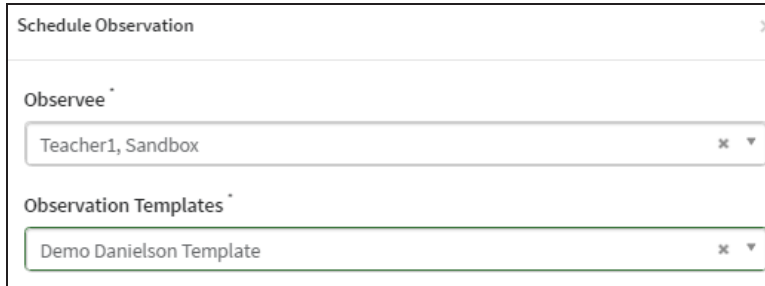 Schedule Observation
Observee *
Teacher1, Sandbox
Observation Templates *
Demo Danielson Template